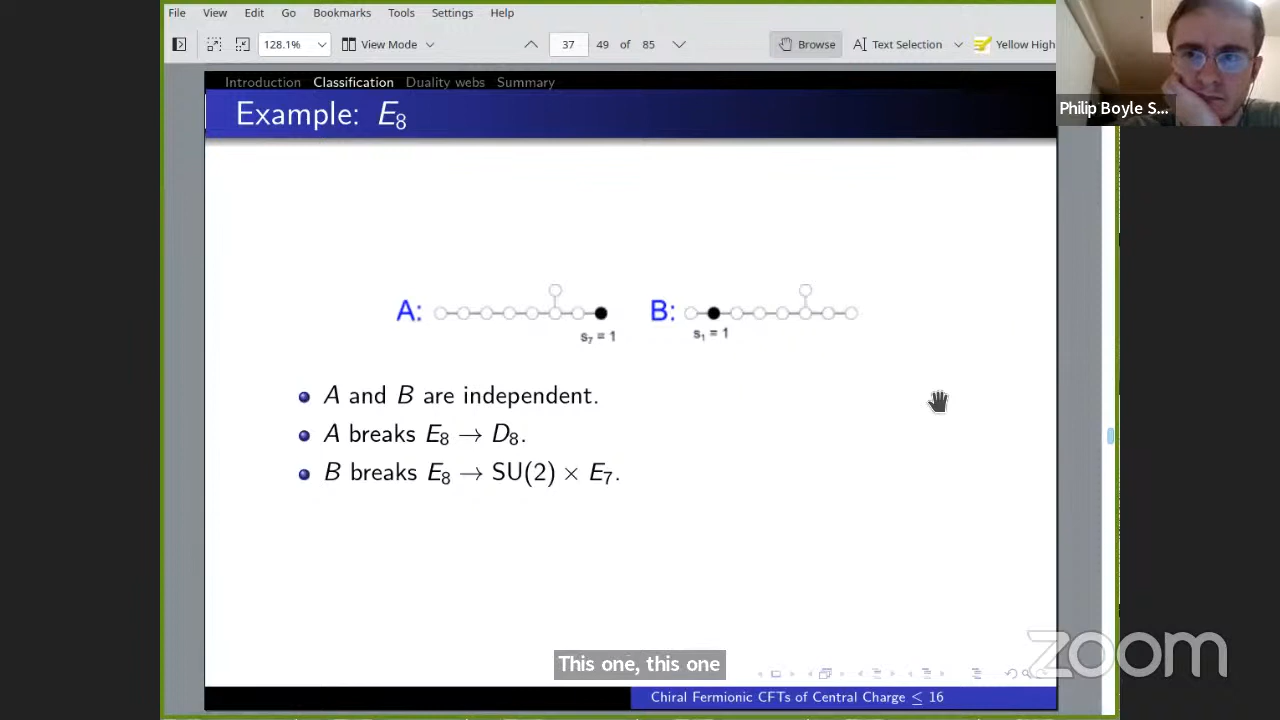 File View Edit Go Bookmarks Tools Settings Help
128.1% View Mode 37 49 of 85 Browse Text Selection Yellow High
Philip Boyle S...
Introduction Classification Duality webs Summary
Example: E8
A: B:
s7 = 1 s1 = 1
A and B are independent.
A breaks E8 → D8.
B breaks E8 → SU(2) × E7.
This one, this one
zoom
Chiral Fermionic CFTs of Central Charge ≤ 16